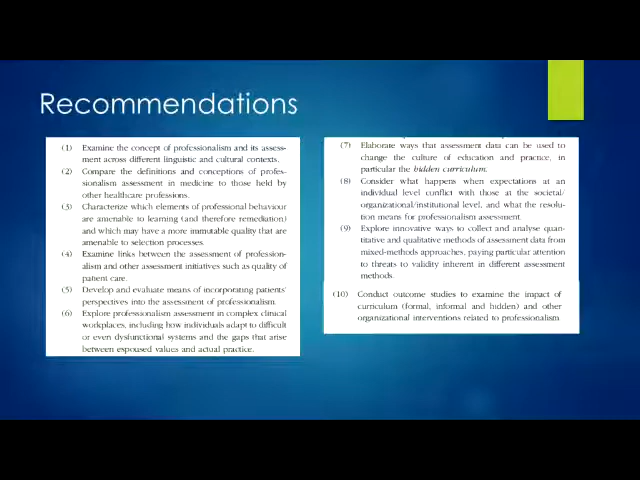 Recommendations
(1) Examine the concept of professionalism and its assess-
ment across different linguistic and cultural contexts.
(2) Compare the definitions and conceptions of profes-
sionalism assessment in medicine to those held by
other healthcare professions.
(3) Characterize which elements of professional behaviour
are amenable to learning (and therefore remediation)
and which may have a more immutable quality that are
amenable to selection processes.
(4) Examine links between the assessment of profession-
alism and other assessment initiatives such as quality of
patient care.
(5) Develop and evaluate means of incorporating patients'
perspectives into the assessment of professionalism.
(6) Explore professionalism assessment in complex clinical
workplaces, including how individuals adapt to difficult
or even dysfunctional systems and the gaps that arise
between espoused values and actual practice.
(7) Elaborate ways that assessment data can be used to
change the culture of education and practice, in
particular the hidden curriculum.
(8) Consider what happens when expectations at an
individual level conflict with those at the societal/
organizational/institutional level, and what the resolu-
tion means for professionalism assessment.
(9) Explore innovative ways to collect and analyse quan-
titative and qualitative methods of assessment data from
mixed-methods approaches, paying particular attention
to threats to validity inherent in different assessment
methods.
(10) Conduct outcome studies to examine the impact of
curriculum (formal, informal and hidden) and other
organizational interventions related to professionalism.